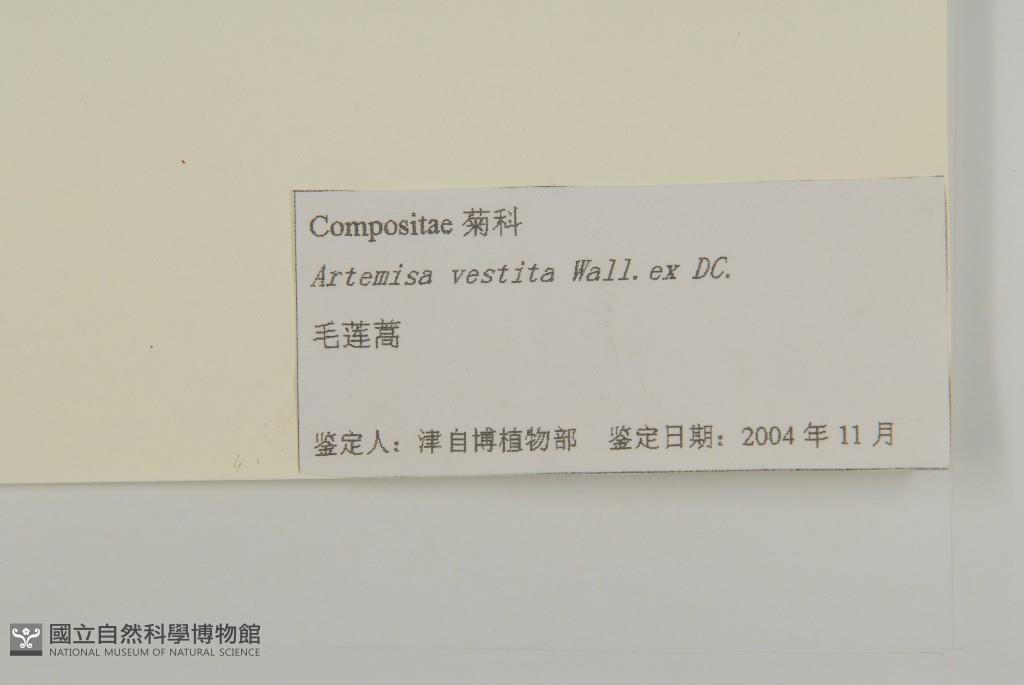 Compositae 菊科
Artemisa vestita Wall. ex DC.
毛莲蒿
鉴定人：津自博植物部 鉴定日期：2004 年 11 月
國立自然科學博物館
NATIONAL MUSEUM OF NATURAL SCIENCE